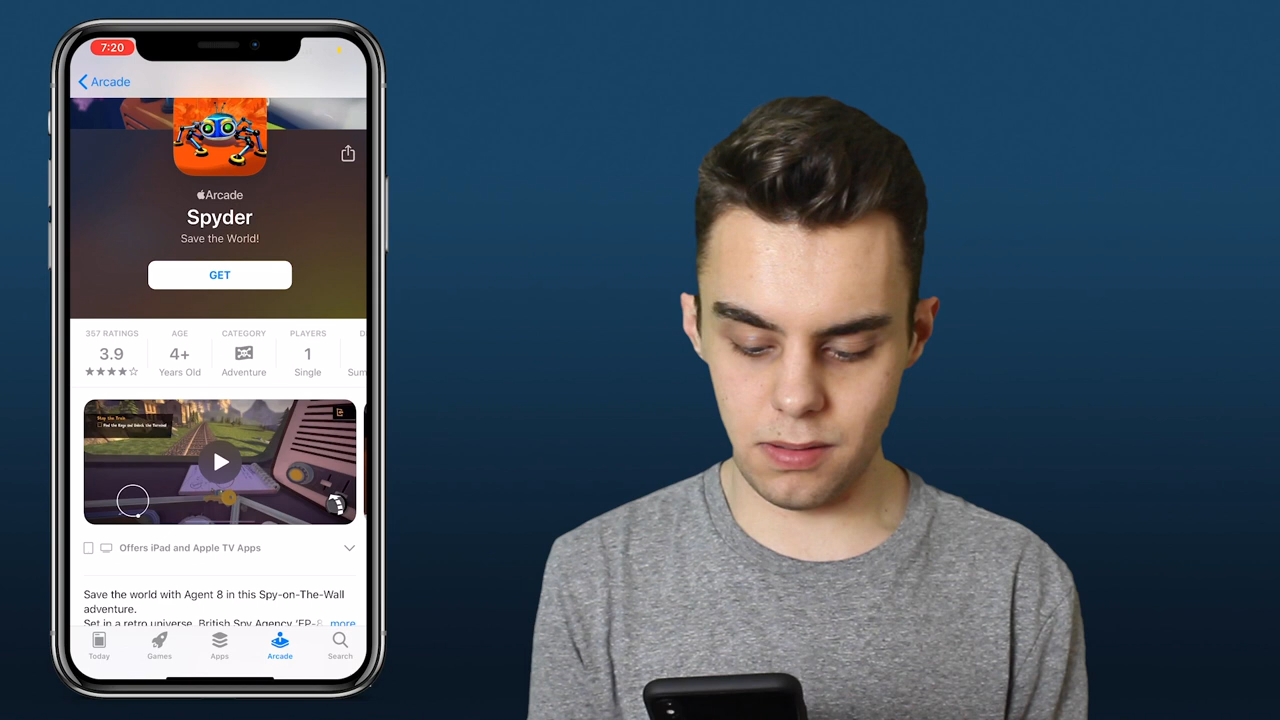 7:20
Arcade
Arcade
Spyder
Save the World!
GET
357 RATINGS
AGE
CATEGORY
PLAYERS
3.9
4+
1
Years Old
Adventure
Single
Offers iPad and Apple TV Apps
Save the world with Agent 8 in this Spy-on-The-Wall
adventure.
Set in a retro universe, British Spy Agency 'EP-8 more
Today
Games
Apps
Arcade
Search